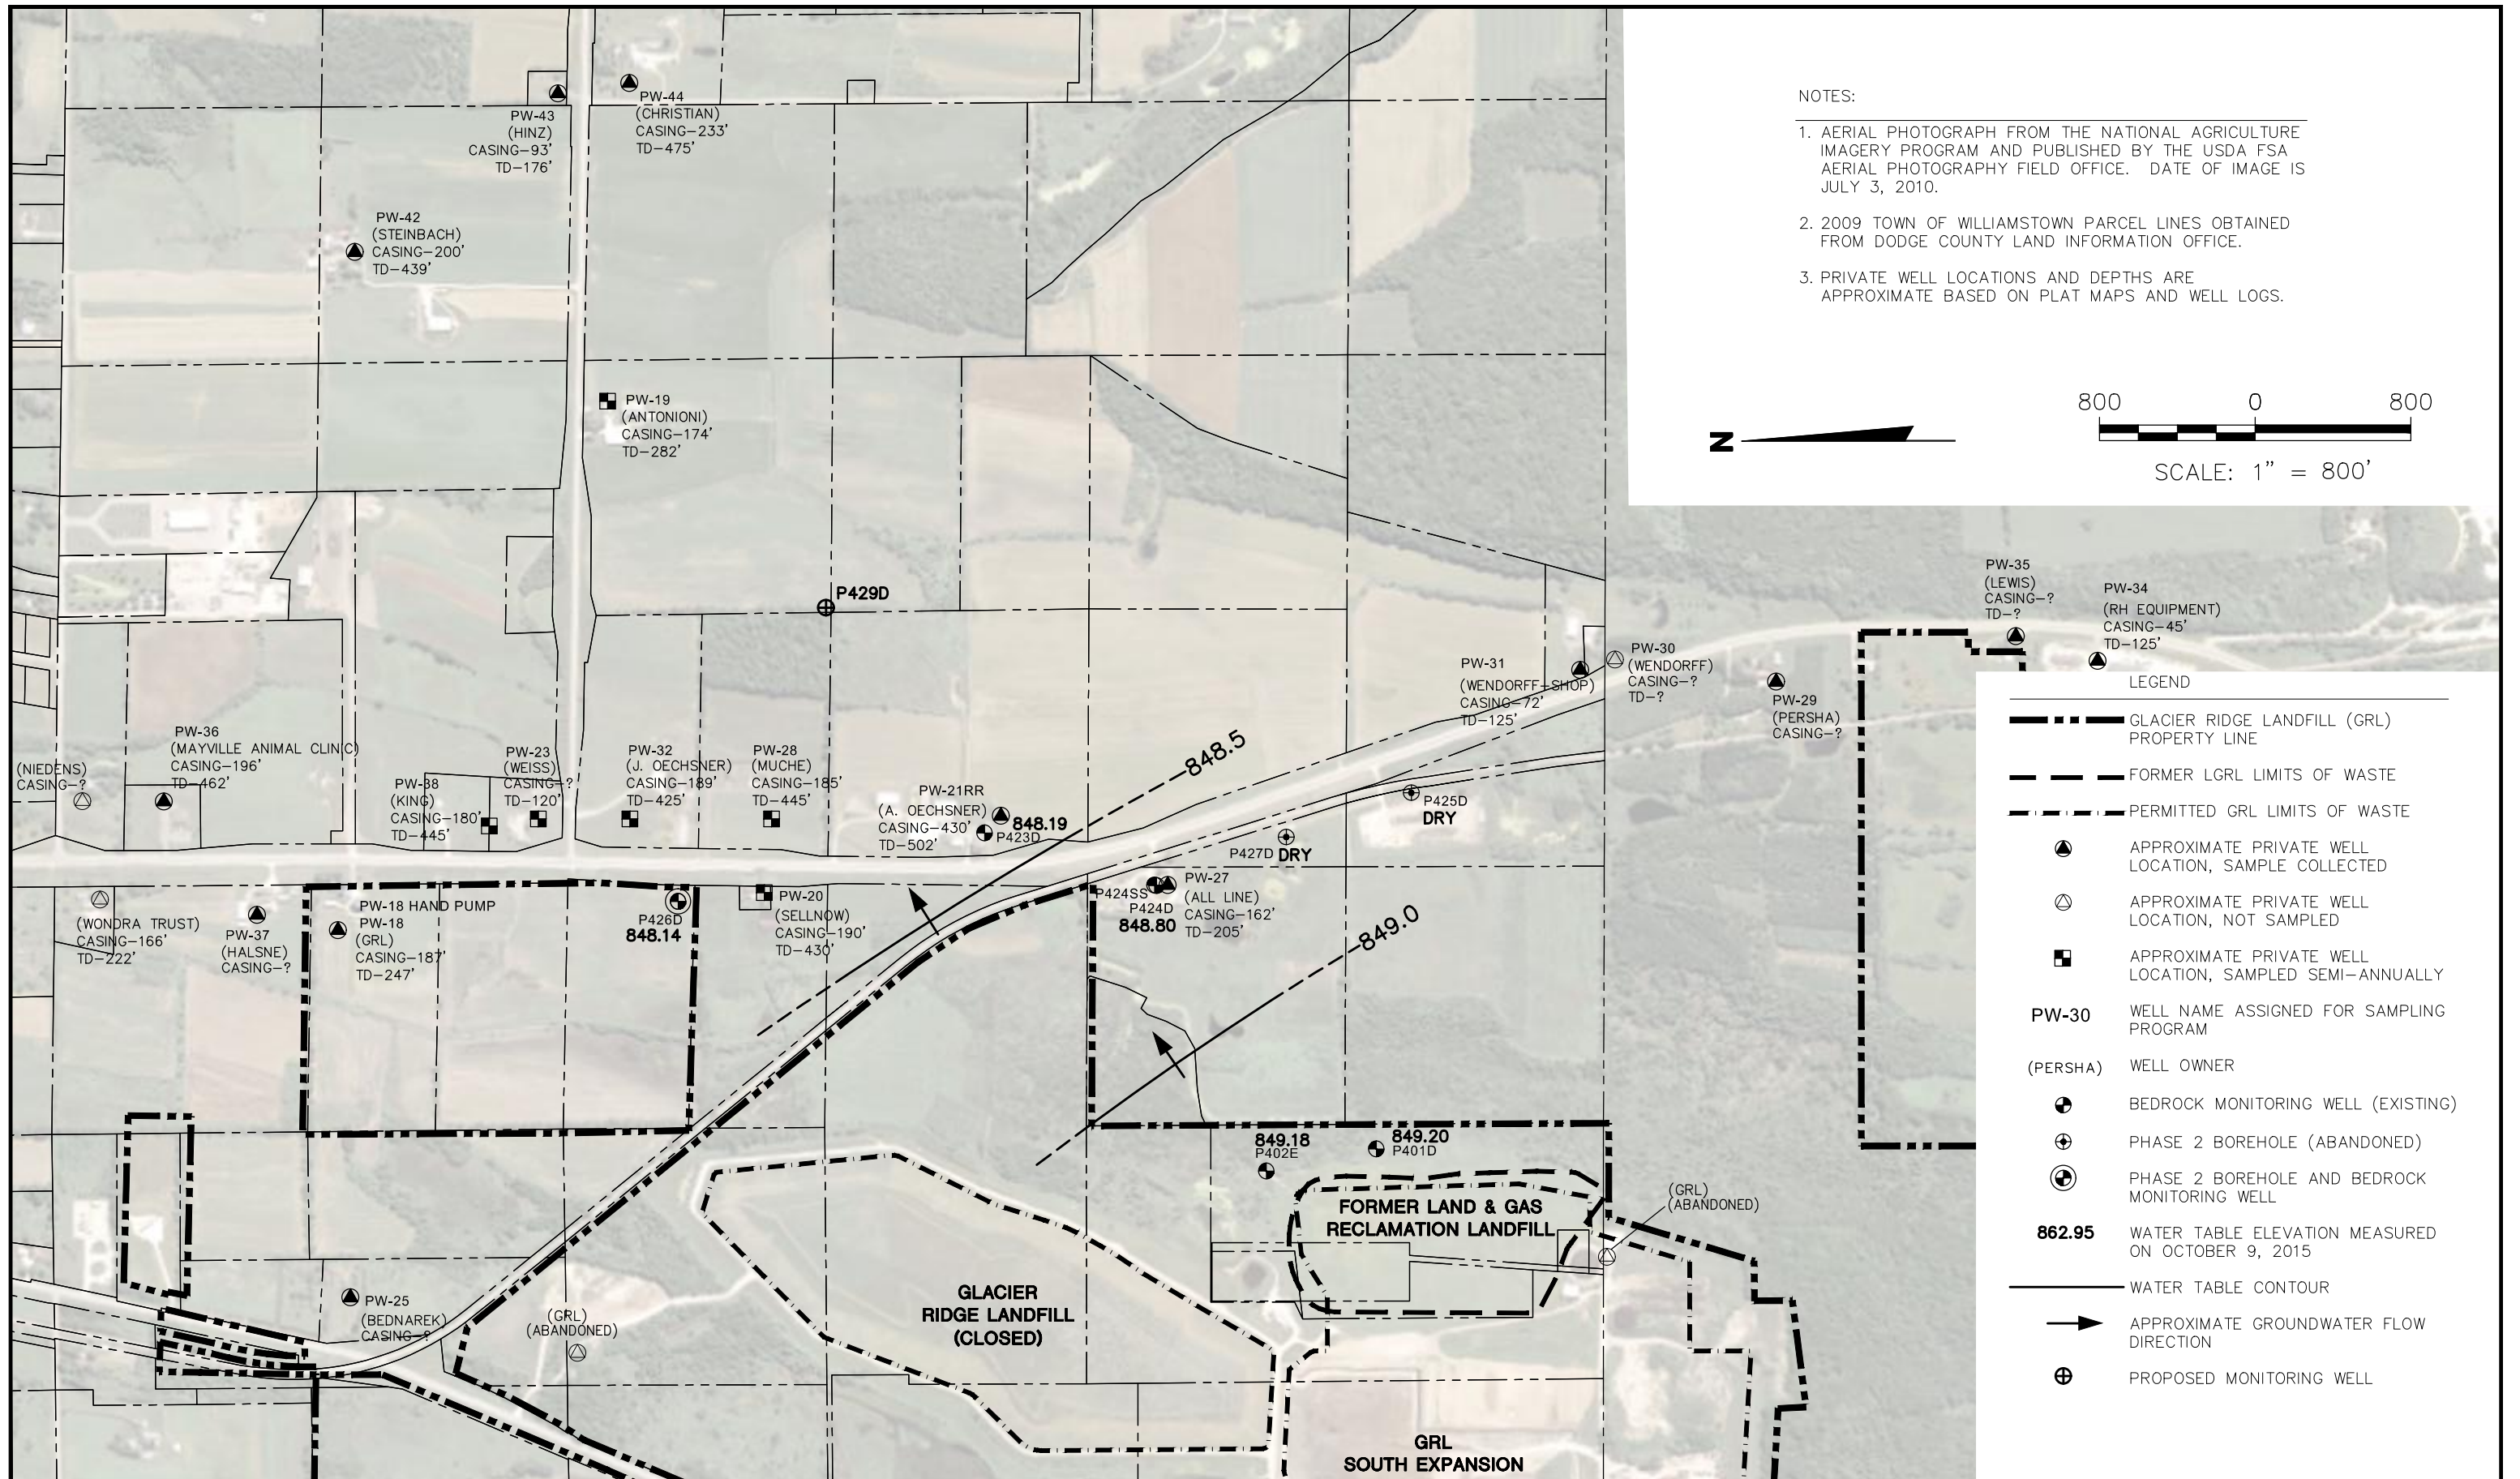 PW-43
(HINZ)
CASING-93'
TD-176'
PW-44
(CHRISTIAN)
CASING-233'
TD-475'
PW-42
(STEINBACH)
CASING-200'
TD-439'
PW-19
(ANTONIONI)
CASING-174'
TD-282'
NOTES:
1. AERIAL PHOTOGRAPH FROM THE NATIONAL AGRICULTURE
IMAGERY PROGRAM AND PUBLISHED BY THE USDA FSA
AERIAL PHOTOGRAPHY FIELD OFFICE. DATE OF IMAGE IS
JULY 3, 2010.
2. 2009 TOWN OF WILLIAMSTOWN PARCEL LINES OBTAINED
FROM DODGE COUNTY LAND INFORMATION OFFICE.
3. PRIVATE WELL LOCATIONS AND DEPTHS ARE
APPROXIMATE BASED ON PLAT MAPS AND WELL LOGS.
N
800 0 800
SCALE: 1" = 800'
P429D
PW-35
(LEWIS)
CASING-?
TD-?
PW-34
(RH EQUIPMENT)
CASING-45'
TD-125'
PW-31
(WENDORFF-SHOP)
CASING-72'
TD-125'
PW-30
(WENDORFF)
CASING-?
TD-?
PW-29
(PERSHA)
CASING-?
(NIEDENS)
CASING-?
PW-36
(MAYVILLE ANIMAL CLINIC)
CASING-196'
TD-462'
PW-38
(KING)
CASING-180'
TD-445'
PW-23
(WEISS)
CASING-?
TD-120'
PW-32
(J. OECHSNER)
CASING-189'
TD-425'
PW-28
(MUCHE)
CASING-185'
TD-445'
PW-21RR
(A. OECHSNER)
CASING-430'
TD-502'
848.19
P423D
848.5
P425D
DRY
P427D DRY
(WONDRA TRUST)
CASING-166'
TD-222'
PW-37
(HALSNE)
CASING-?
PW-18 HAND PUMP
PW-18
(GRL)
CASING-187'
TD-247'
P426D
848.14
PW-20
(SELLNOW)
CASING-190'
TD-430'
P424SS
P424D
848.80
PW-27
(ALL LINE)
CASING-162'
TD-205'
849.0
849.18
P402E
849.20
P401D
FORMER LAND & GAS
RECLAMATION LANDFILL
(GRL)
(ABANDONED)
GLACIER
RIDGE LANDFILL
(CLOSED)
PW-25
(BEDNAREK)
CASING-?
(GRL)
(ABANDONED)
GRL
SOUTH EXPANSION
LEGEND
GLACIER RIDGE LANDFILL (GRL)
PROPERTY LINE
FORMER LGRL LIMITS OF WASTE
PERMITTED GRL LIMITS OF WASTE
APPROXIMATE PRIVATE WELL
LOCATION, SAMPLE COLLECTED
APPROXIMATE PRIVATE WELL
LOCATION, NOT SAMPLED
APPROXIMATE PRIVATE WELL
LOCATION, SAMPLED SEMI-ANNUALLY
PW-30 WELL NAME ASSIGNED FOR SAMPLING
PROGRAM
(PERSHA) WELL OWNER
BEDROCK MONITORING WELL (EXISTING)
PHASE 2 BOREHOLE (ABANDONED)
PHASE 2 BOREHOLE AND BEDROCK
MONITORING WELL
862.95 WATER TABLE ELEVATION MEASURED
ON OCTOBER 9, 2015
WATER TABLE CONTOUR
APPROXIMATE GROUNDWATER FLOW
DIRECTION
PROPOSED MONITORING WELL